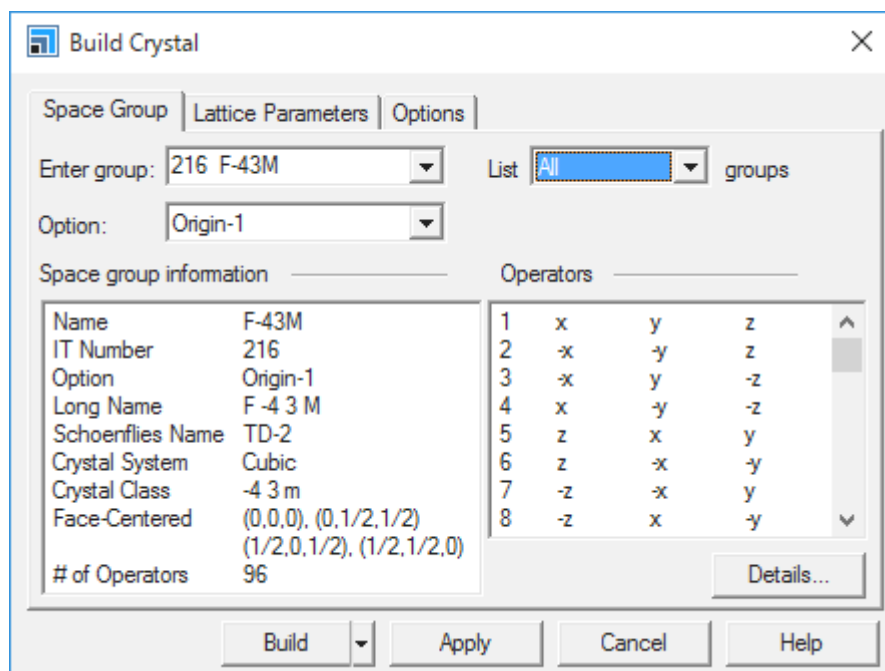 Build Crystal
Space Group Lattice Parameters Options
Enter group: 216 F-43M List All groups
Option: Origin-1
Space group information Operators
Name F-43M
IT Number 216
Option Origin-1
Long Name F -4 3 M
Schoenflies Name TD-2
Crystal System Cubic
Crystal Class -4 3 m
Face-Centered (0,0,0), (0,1/2,1/2)
(1/2,0,1/2), (1/2,1/2,0)
# of Operators 96
1 x y z
2 -x -y z
3 -x y -z
4 x -y -z
5 z x y
6 z -x -y
7 -z -x y
8 -z x -y
Details...
Build Apply Cancel Help